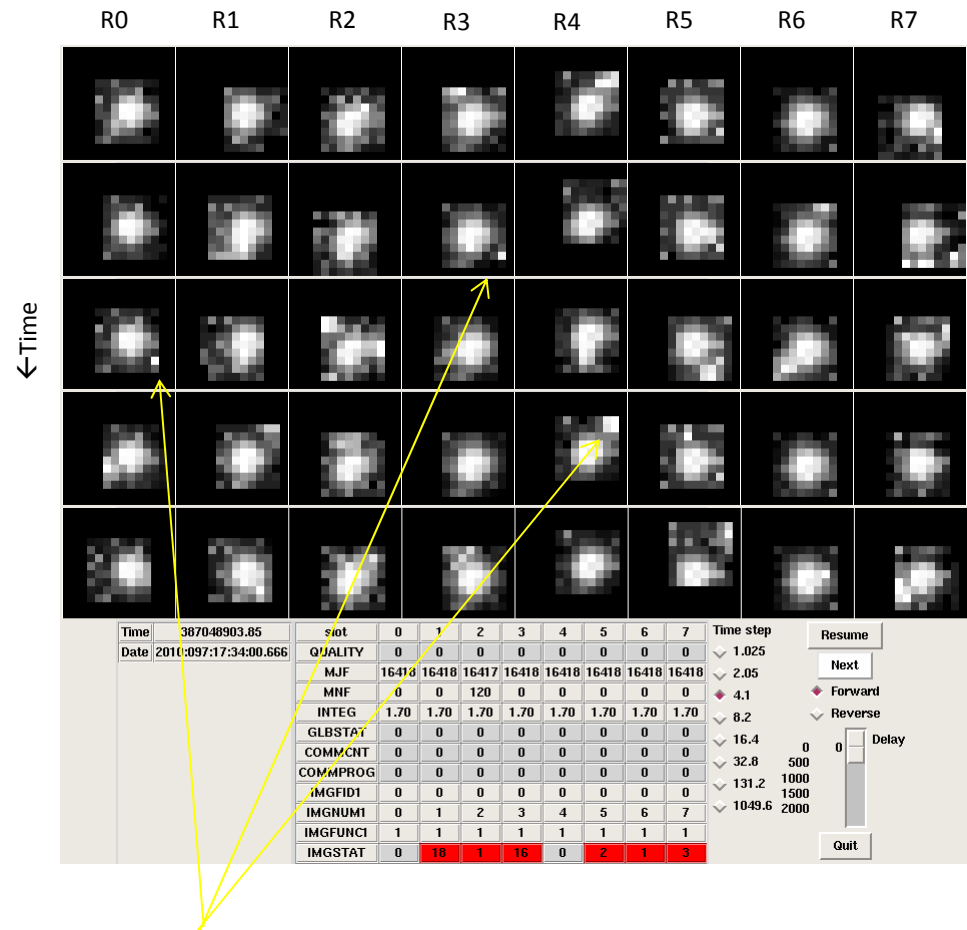 R0 R1 R2 R3 R4 R5 R6 R7
←Time
Time 387048903.85 slot 0 1 2 3 4 5 6 7 Time step Resume
Date 2010:097:17:34:00.666 QUALITY 0 0 0 0 0 0 0 0 1.025
MJF 16418 16418 16417 16418 16418 16418 16418 16418 2.05 Next
MNF 0 0 120 0 0 0 0 0 4.1 Forward
INTEG 1.70 1.70 1.70 1.70 1.70 1.70 1.70 1.70 8.2 Reverse
GLBSTAT 0 0 0 0 0 0 0 0 16.4 0 0 Delay
COMMCNT 0 0 0 0 0 0 0 0 32.8 500
COMMPROG 0 0 0 0 0 0 0 0 131.2 1000
IMGFID1 0 0 0 0 0 0 0 0 1500
IMGNUM1 0 1 2 3 4 5 6 7 1049.6 2000
IMGFUNC1 1 1 1 1 1 1 1 1
IMGSTAT 0 18 1 16 0 2 1 3 Quit